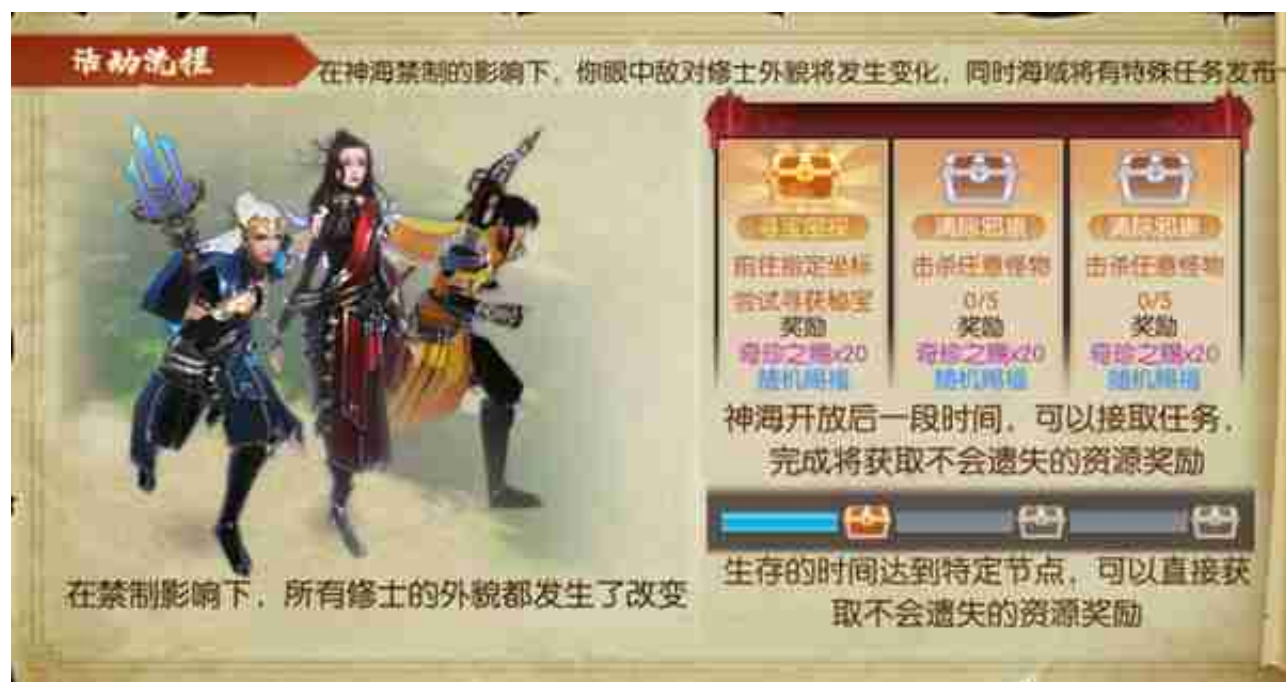 活动流程
在神海禁制的影响下，你眼中敌对修士外貌将发生变化，同时海域将有特殊任务发布
前往指定坐标
尝试寻获秘宝
奖励
奇珍之赐x20
随机赐福
清除邪祟
击杀任意怪物
0/5
奖励
奇珍之赐x20
随机赐福
清除邪祟
击杀任意怪物
0/5
奖励
奇珍之赐x20
随机赐福
神海开放后一段时间，可以接取任务，
完成将获取不会遗失的资源奖励
生存的时间达到特定节点，可以直接获
取不会遗失的资源奖励
在禁制影响下，所有修士的外貌都发生了改变